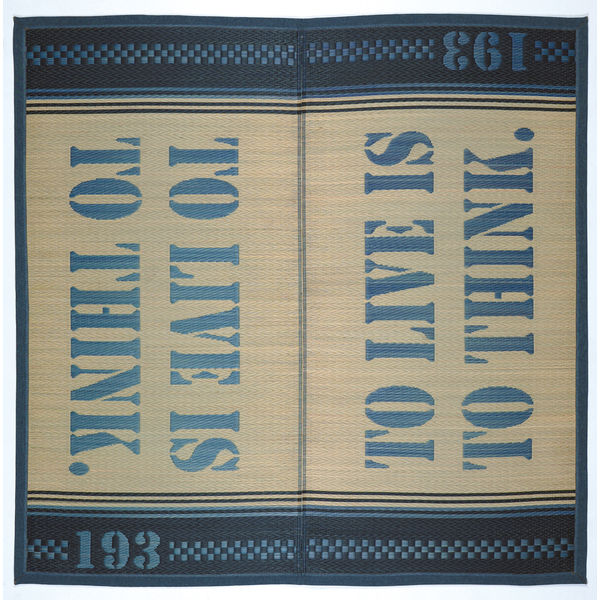 193
TO LIVE IS
TO THINK.
TO LIVE IS
TO THINK.
193